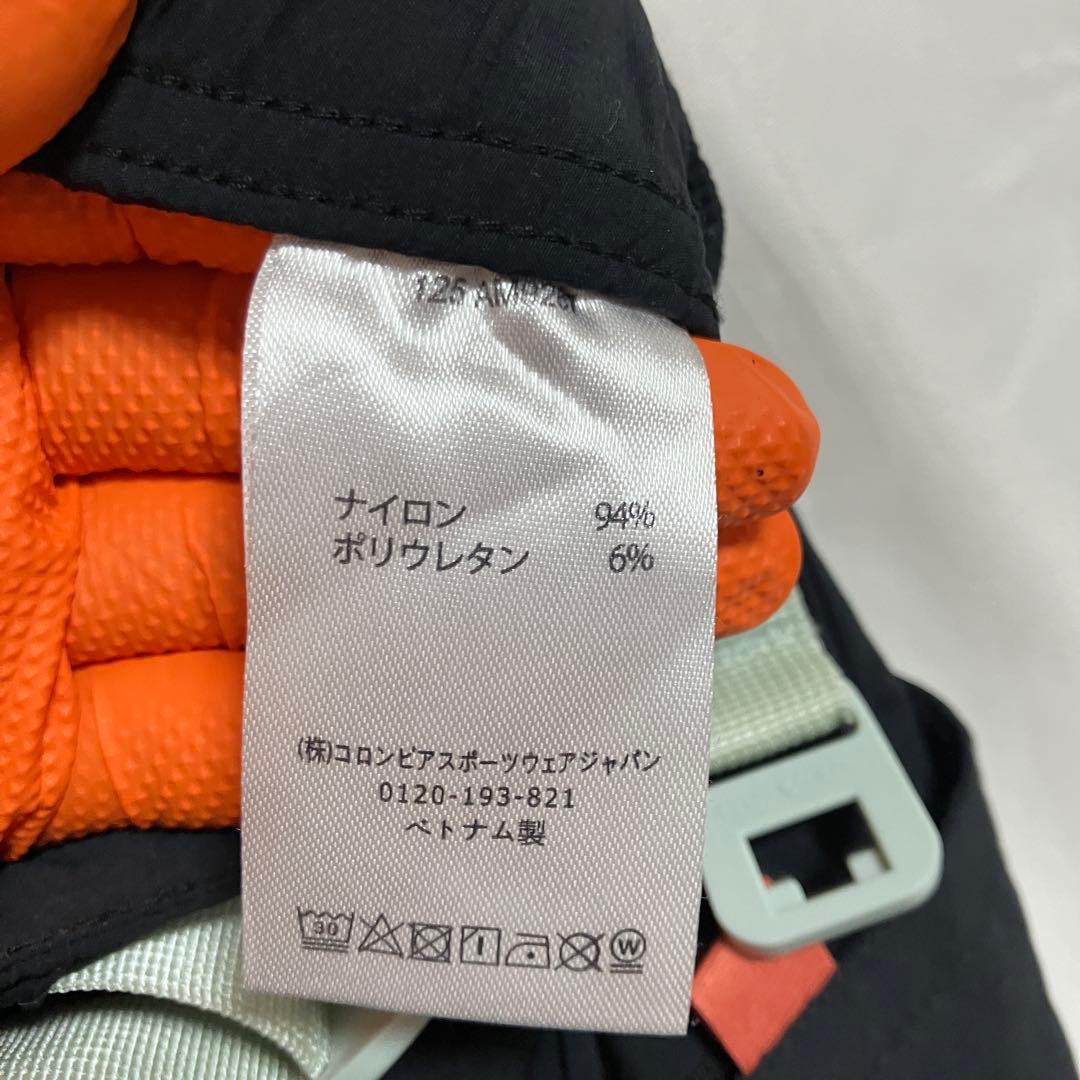 ナイロン 94%
ポリウレタン 6%
(株)コロンビアスポーツウェアジャパン
0120-193-821
ベトナム製
30
W